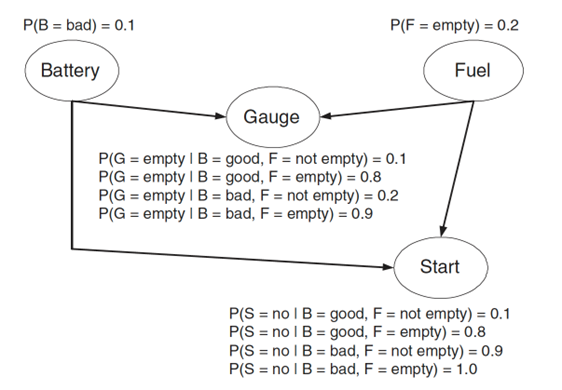 P(B = bad) = 0.1
P(F = empty) = 0.2
Battery
Fuel
Gauge
P(G = empty | B = good, F = not empty) = 0.1
P(G = empty | B = good, F = empty) = 0.8
P(G = empty | B = bad, F = not empty) = 0.2
P(G = empty | B = bad, F = empty) = 0.9
Start
P(S = no | B = good, F = not empty) = 0.1
P(S = no | B = good, F = empty) = 0.8
P(S = no | B = bad, F = not empty) = 0.9
P(S = no | B = bad, F = empty) = 1.0